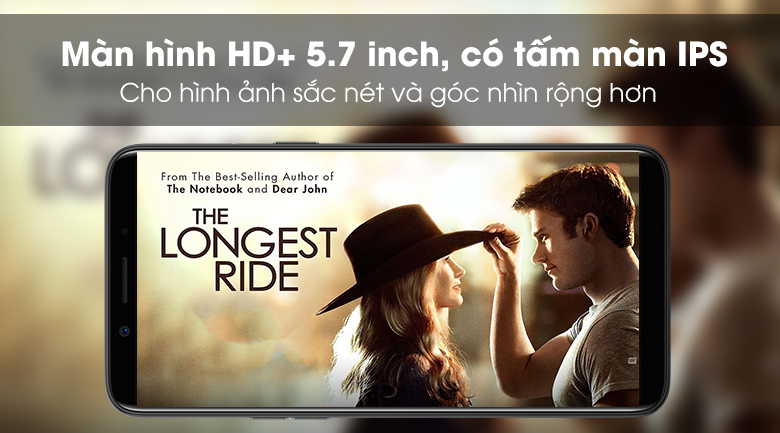 Màn hình HD+ 5.7 inch, có tấm màn IPS
Cho hình ảnh sắc nét và góc nhìn rộng hơn
From The Best-Selling Author of
The Notebook and Dear John
THE
LONGEST
RIDE